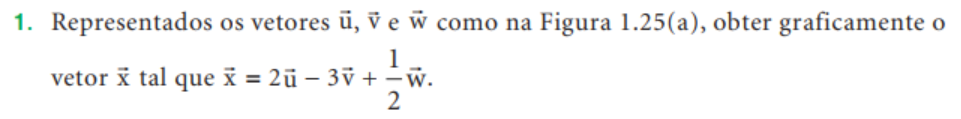 1. Representados os vetores u⃗, v⃗ e w⃗ como na Figura 1.25(a), obter graficamente o
vetor x⃗ tal que x⃗ = 2u⃗ – 3v⃗ + 1/2 w⃗.